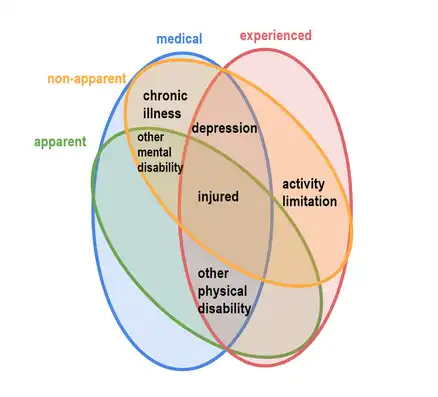 medical
experienced
non-apparent
chronic
illness
depression
apparent
other
mental
disability
injured
activity
limitation
other
physical
disability